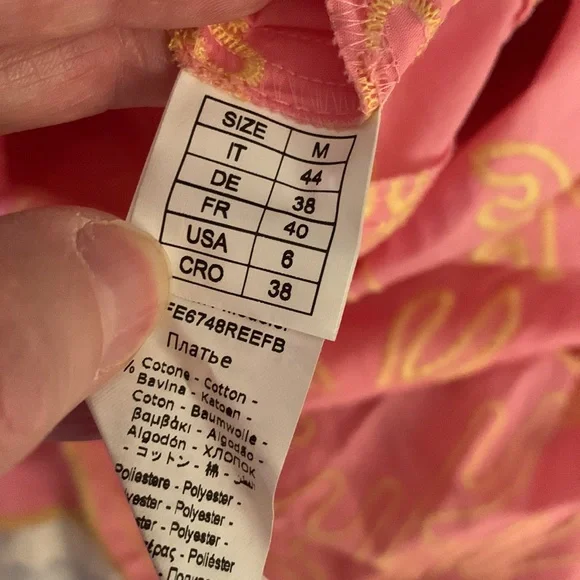 SIZE M
IT 44
DE 38
FR 40
USA 6
CRO 38
FE6748REEFB
Платье
% Cotone - Cotton -
Bavlna - Katoen -
Coton - Baumwolle -
βαμβάκι - Algodão -
Algodón - ХЛОПОК
- コットン - 棉 - القطن
Poliestere - Polyester -
Polyester -
Polyester -
Poliéster